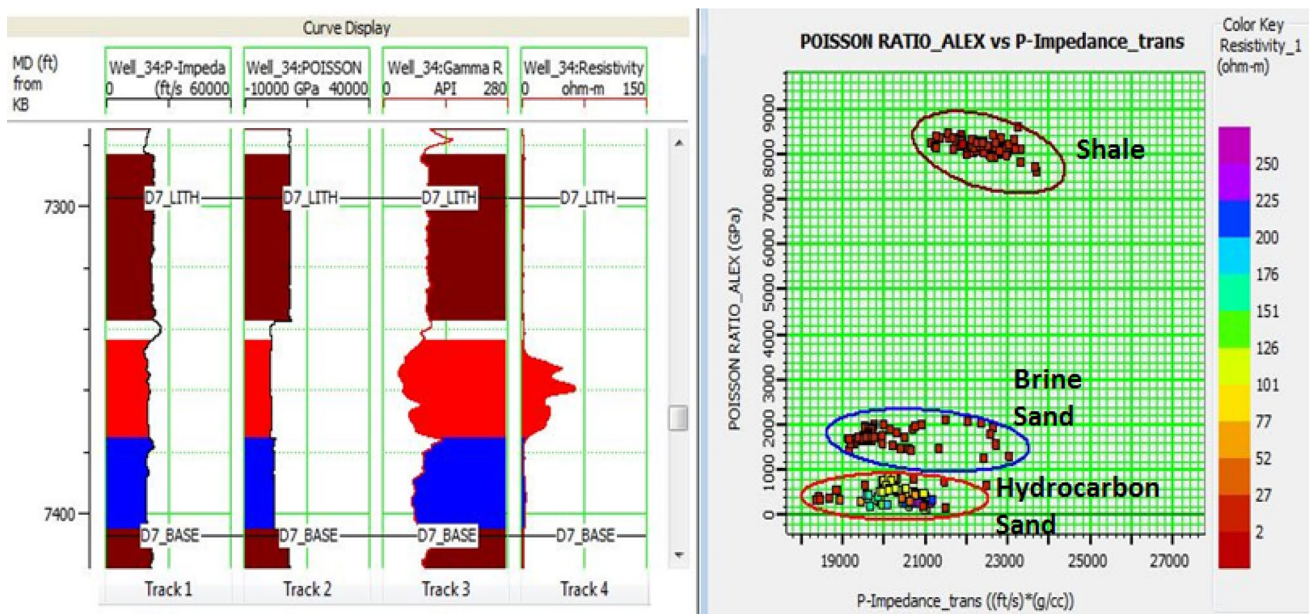 Curve Display
MD (ft)
from
KB
Well_34:P-Impeda
0 (ft/s) 60000
Well_34:POISSON
-10000 GPa 40000
Well_34:Gamma R
0 API 280
Well_34:Resistivity
0 ohm-m 150
D7_LITH D7_LITH D7_LITH D7_LITH
7300
7400
D7_BASE D7_BASE D7_BASE D7_BASE
Track 1 Track 2 Track 3 Track 4
POISSON RATIO_ALEX vs P-Impedance_trans
POISSON RATIO_ALEX (GPa)
9000
8000
7000
6000
5000
4000
3000
2000
1000
0
Shale
Brine
Sand
Hydrocarbon
Sand
19000 21000 23000 25000 27000
P-Impedance_trans ((ft/s)*(g/cc))
Color Key
Resistivity_1
(ohm-m)
250
225
200
176
151
126
101
77
52
27
2